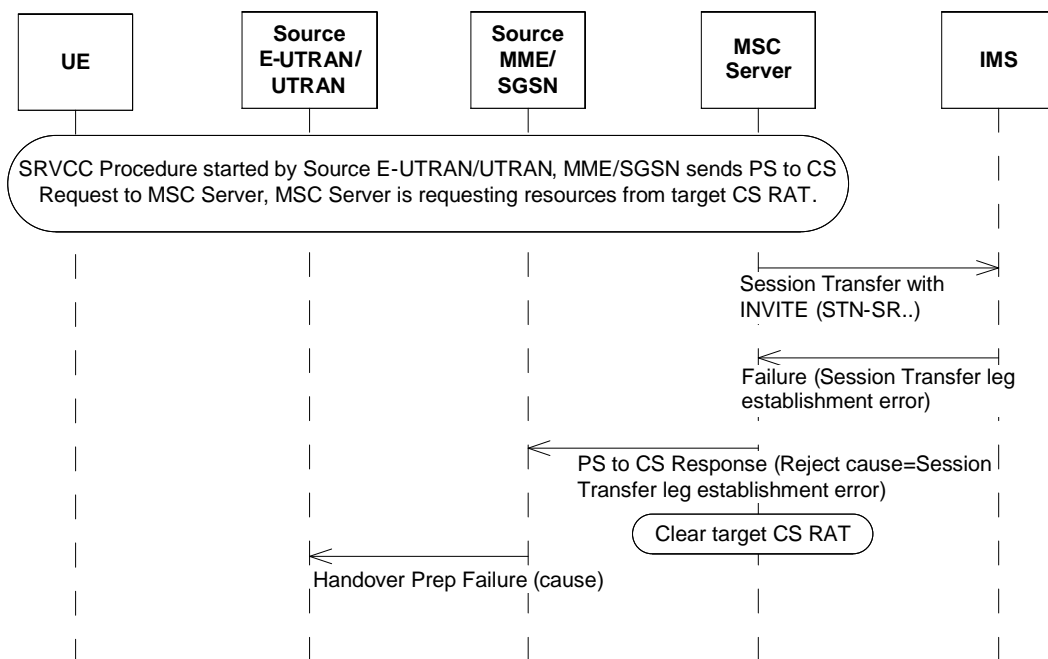 UE
Source
E-UTRAN/
UTRAN
Source
MME/
SGSN
MSC
Server
IMS
SRVCC Procedure started by Source E-UTRAN/UTRAN, MME/SGSN sends PS to CS
Request to MSC Server, MSC Server is requesting resources from target CS RAT.
Session Transfer with
INVITE (STN-SR..)
Failure (Session Transfer leg
establishment error)
PS to CS Response (Reject cause=Session
Transfer leg establishment error)
Clear target CS RAT
Handover Prep Failure (cause)